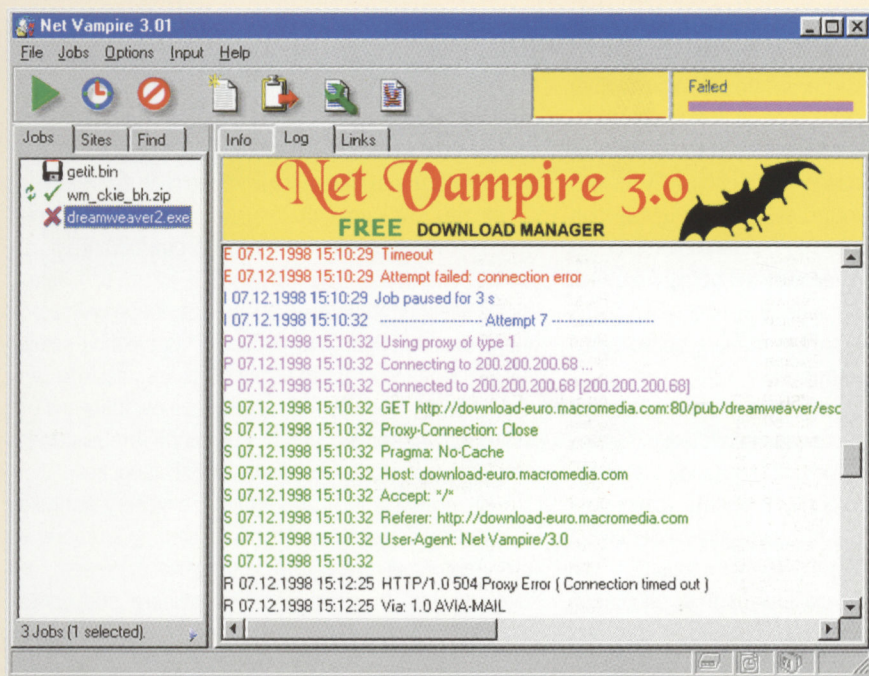 Net Vampire 3.01
File Jobs Options Input Help
Failed
Jobs Sites Find
Info Log Links
getit.bin
wm_ckie_bh.zip
dreamweaver2.exe
Net Vampire 3.0
FREE DOWNLOAD MANAGER
E 07.12.1998 15:10:29 Timeout
E 07.12.1998 15:10:29 Attempt failed: connection error
I 07.12.1998 15:10:29 Job paused for 3 s
I 07.12.1998 15:10:32 ------------------------ Attempt 7 ------------------------
P 07.12.1998 15:10:32 Using proxy of type 1
P 07.12.1998 15:10:32 Connecting to 200.200.200.68 ...
P 07.12.1998 15:10:32 Connected to 200.200.200.68 [200.200.200.68]
S 07.12.1998 15:10:32 GET http://download-euro.macromedia.com:80/pub/dreamweaver/esd
S 07.12.1998 15:10:32 Proxy-Connection: Close
S 07.12.1998 15:10:32 Pragma: No-Cache
S 07.12.1998 15:10:32 Host: download-euro.macromedia.com
S 07.12.1998 15:10:32 Accept: */*
S 07.12.1998 15:10:32 Referer: http://download-euro.macromedia.com
S 07.12.1998 15:10:32 User-Agent: Net Vampire/3.0
S 07.12.1998 15:10:32
R 07.12.1998 15:12:25 HTTP/1.0 504 Proxy Error ( Connection timed out )
R 07.12.1998 15:12:25 Via: 1.0 AVIA-MAIL
3 Jobs (1 selected).